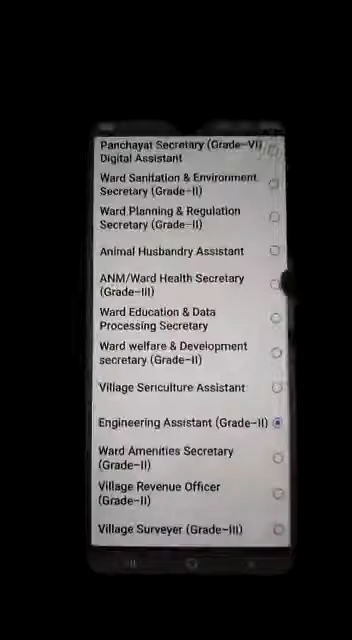 Panchayat Secretary (Grade-VI)
Digital Assistant
Ward Sanitation & Environment
Secretary (Grade-II)
Ward Planning & Regulation
Secretary (Grade-II)
Animal Husbandry Assistant
ANM/Ward Health Secretary
(Grade-III)
Ward Education & Data
Processing Secretary
Ward welfare & Development
secretary (Grade-II)
Village Sericulture Assistant
Engineering Assistant (Grade-II)
Ward Amenities Secretary
(Grade-II)
Village Revenue Officer
(Grade-II)
Village Surveyer (Grade-III)